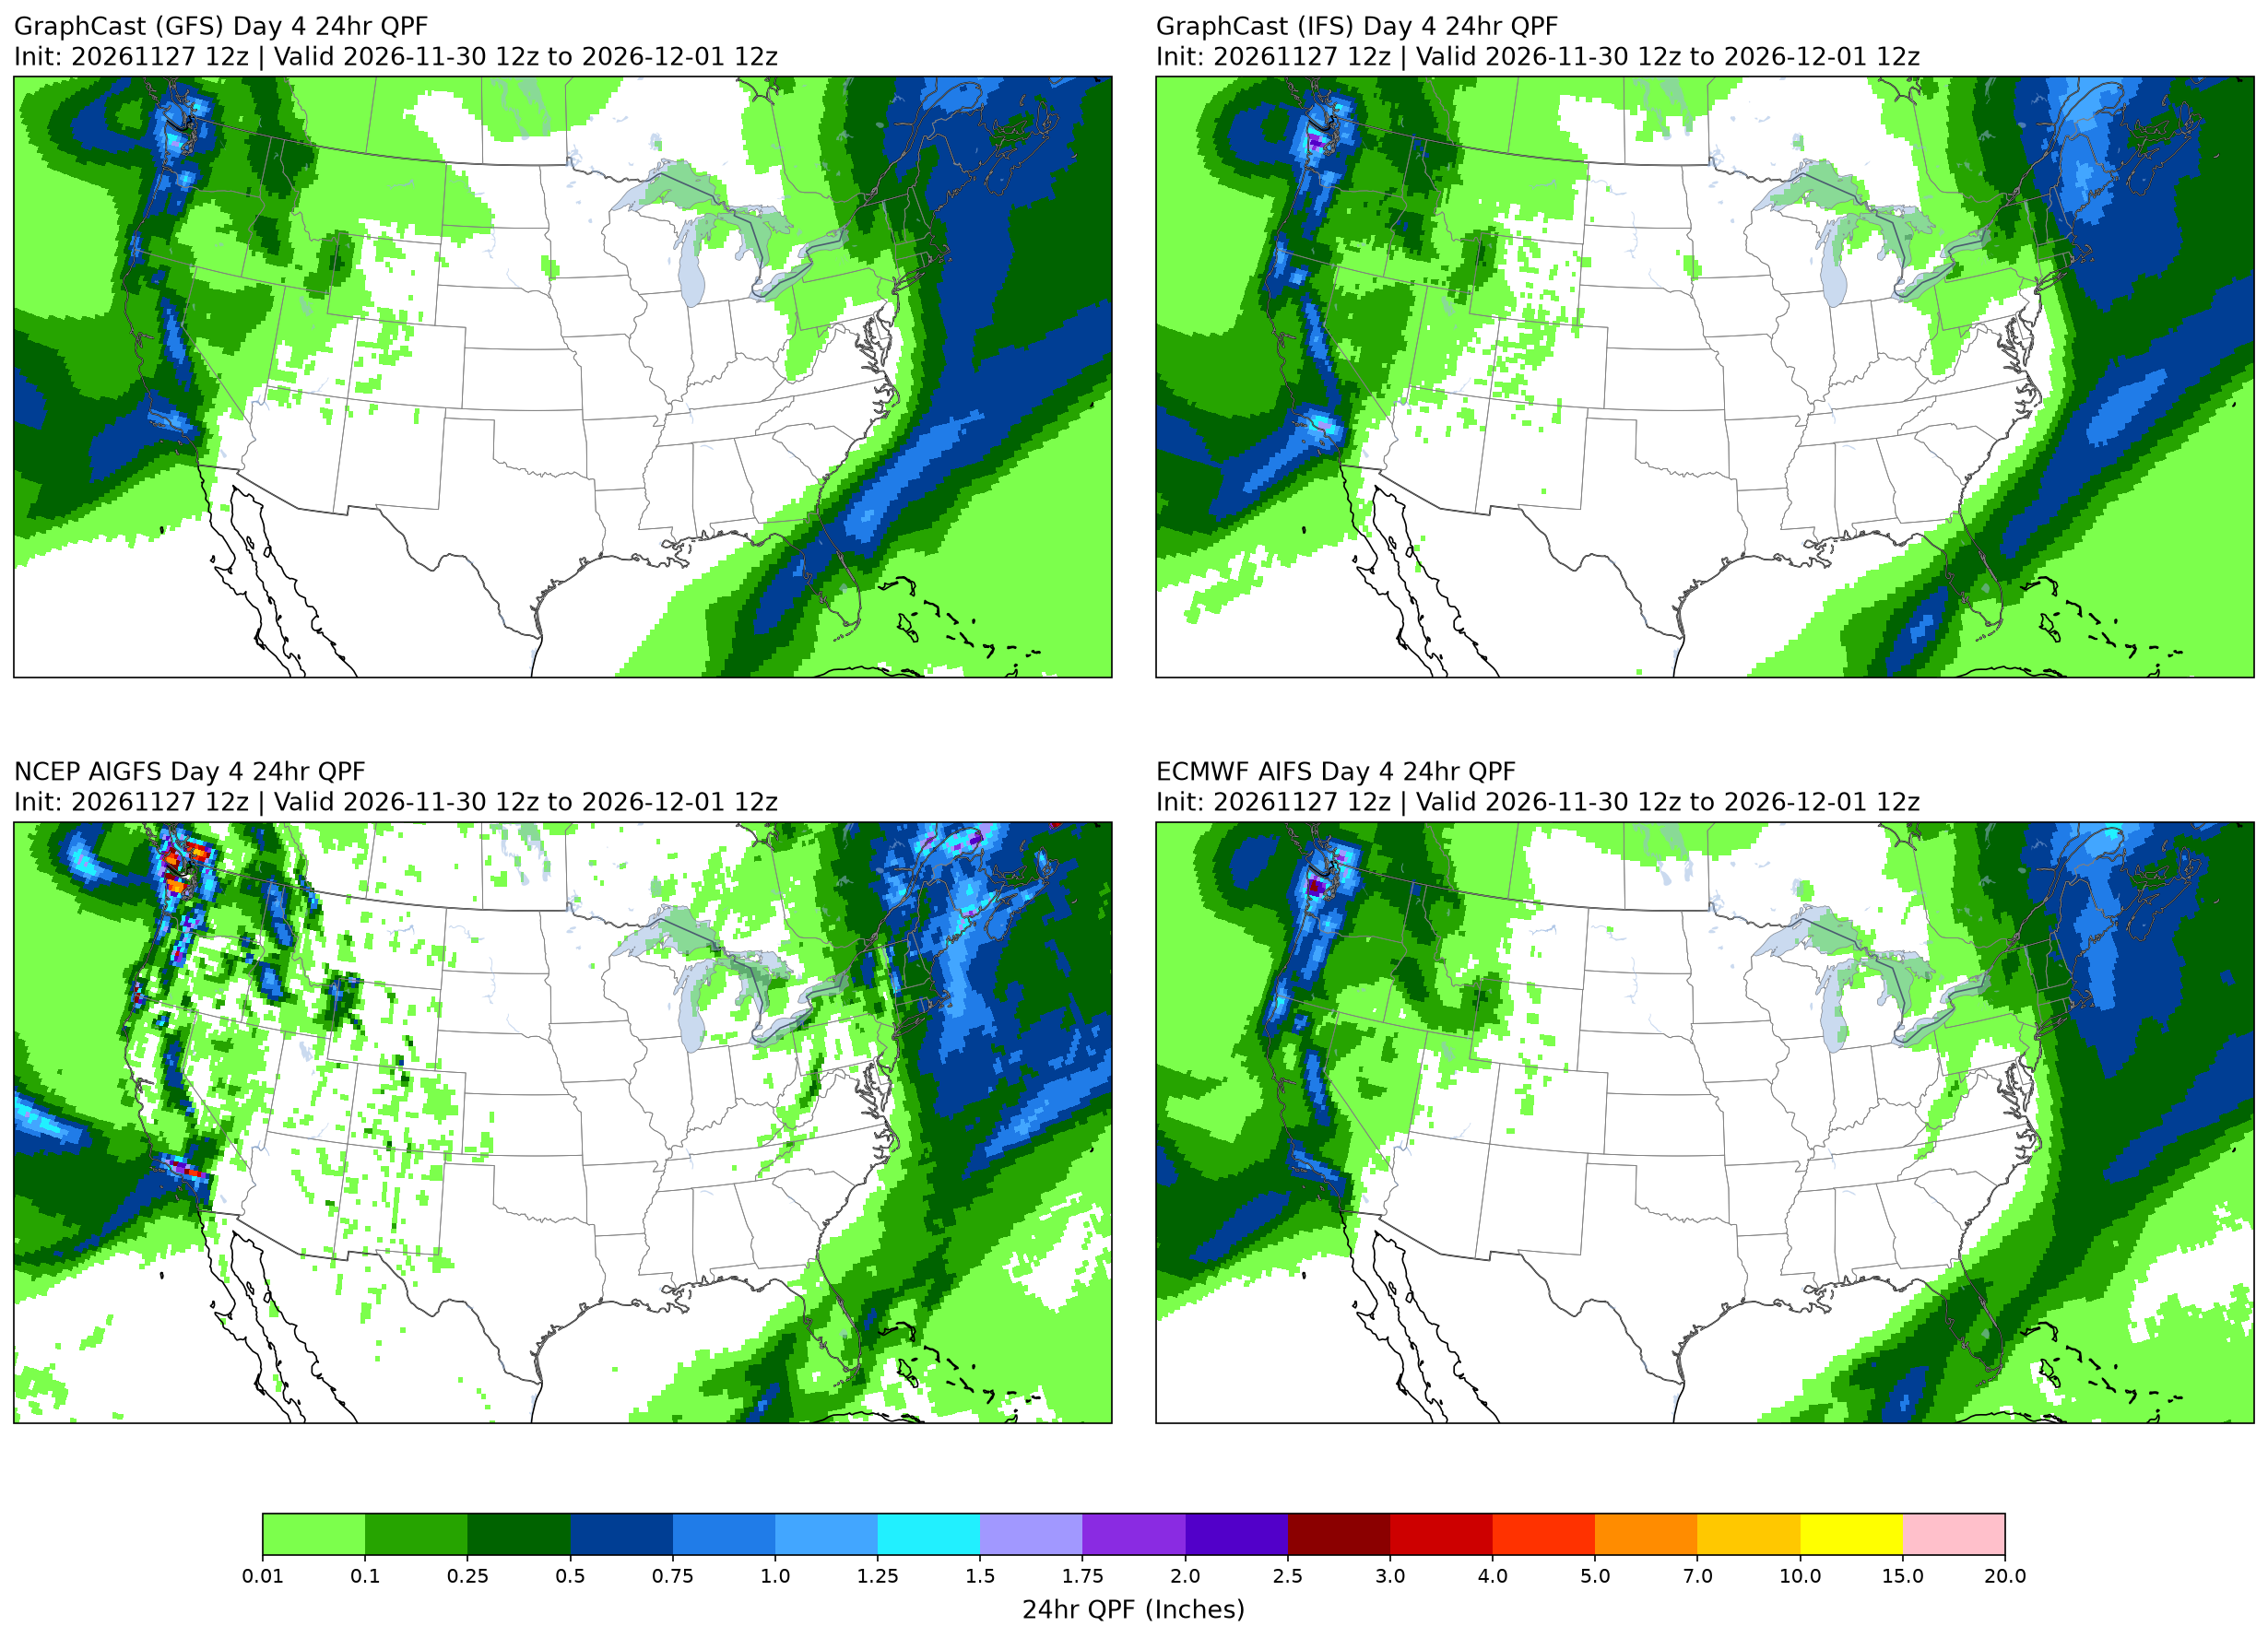 GraphCast (GFS) Day 4 24hr QPF
Init: 20261127 12z | Valid 2026-11-30 12z to 2026-12-01 12z
GraphCast (IFS) Day 4 24hr QPF
Init: 20261127 12z | Valid 2026-11-30 12z to 2026-12-01 12z
NCEP AIGFS Day 4 24hr QPF
Init: 20261127 12z | Valid 2026-11-30 12z to 2026-12-01 12z
ECMWF AIFS Day 4 24hr QPF
Init: 20261127 12z | Valid 2026-11-30 12z to 2026-12-01 12z
0.01 0.1 0.25 0.5 0.75 1.0 1.25 1.5 1.75 2.0 2.5 3.0 4.0 5.0 7.0 10.0 15.0 20.0
24hr QPF (Inches)